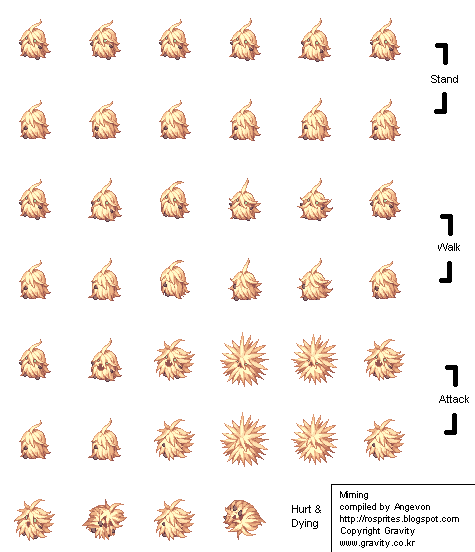 Stand
Walk
Attack
Hurt &
Dying
Miming
compiled by Angevon
http://rosprites.blogspot.com
Copyright Gravity
www.gravity.co.kr